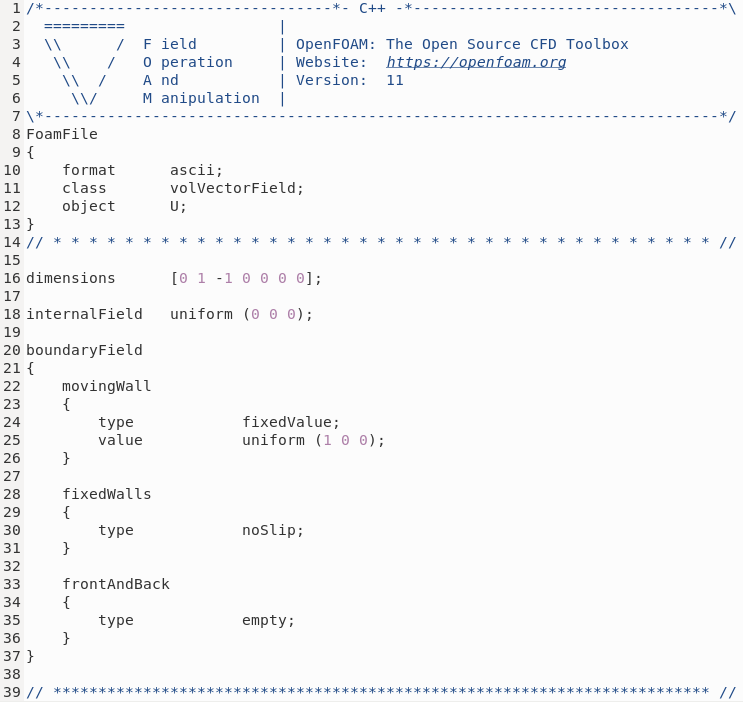 1 /*--------------------------------*- C++ -*----------------------------------*\
2   =========                 |
3   \\      /  F ield         | OpenFOAM: The Open Source CFD Toolbox
4    \\    /   O peration     | Website:  https://openfoam.org
5     \\  /    A nd           | Version:  11
6      \\/     M anipulation  |
7 \*---------------------------------------------------------------------------*/
8 FoamFile
9 {
10     format      ascii;
11     class       volVectorField;
12     object      U;
13 }
14 // * * * * * * * * * * * * * * * * * * * * * * * * * * * * * * * * * * * * * //
15
16 dimensions      [0 1 -1 0 0 0 0];
17
18 internalField   uniform (0 0 0);
19
20 boundaryField
21 {
22     movingWall
23     {
24         type            fixedValue;
25         value           uniform (1 0 0);
26     }
27
28     fixedWalls
29     {
30         type            noSlip;
31     }
32
33     frontAndBack
34     {
35         type            empty;
36     }
37 }
38
39 // ************************************************************************* //